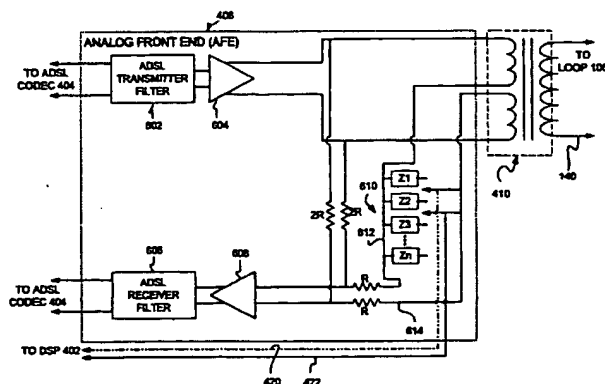 408
ANALOG FRONT END (AFE)
TO ADSL
CODEC 404
ADSL
TRANSMITTER
FILTER
602
604
TO
LOOP 105
410
140
Z1
Z2
Z3
Zn
610
612
2R
2R
606
608
ADSL
RECEIVER
FILTER
TO ADSL
CODEC 404
R
R
614
TO DSP 402
420
422